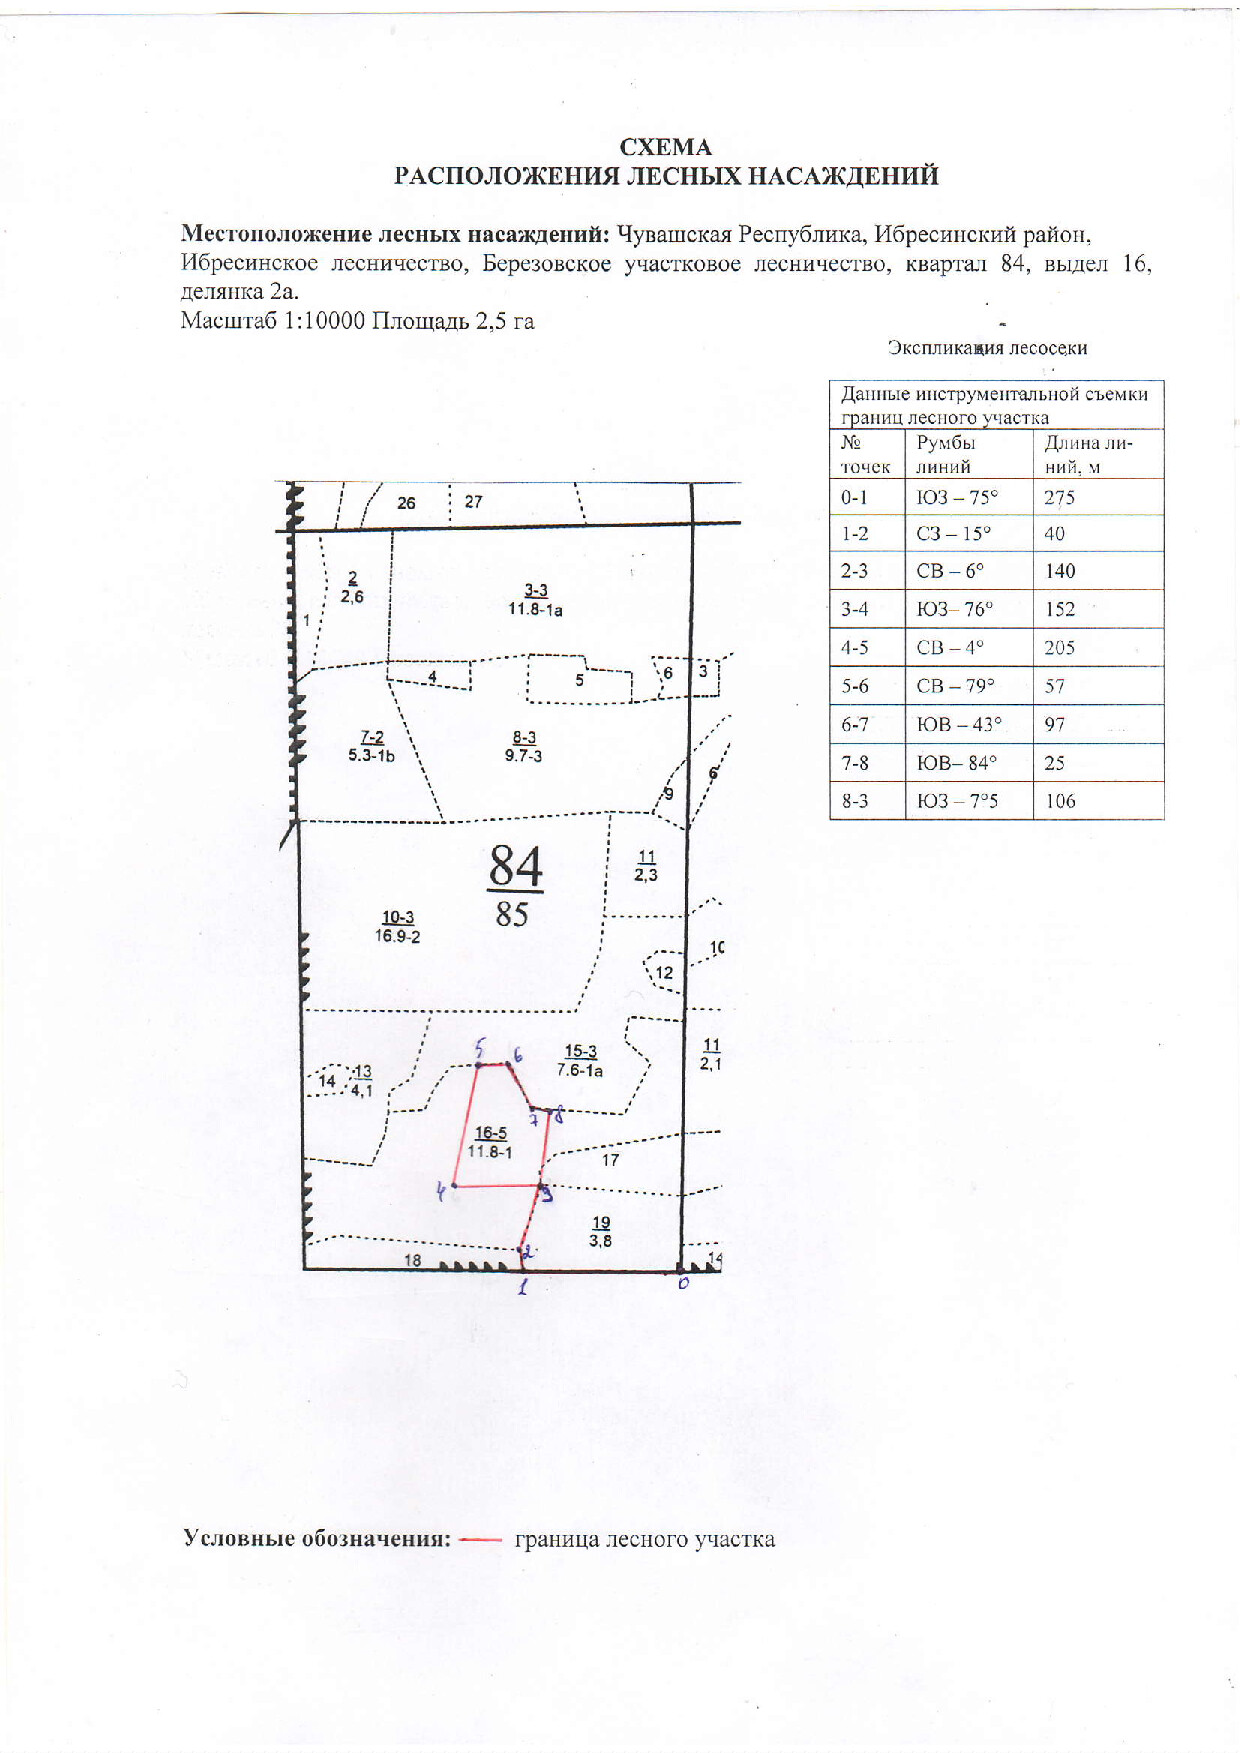 СХЕМА
РАСПОЛОЖЕНИЯ ЛЕСНЫХ НАСАЖДЕНИЙ
Местоположение лесных насаждений: Чувашская Республика, Ибресинский район,
Ибресинское лесничество, Березовское участковое лесничество, квартал 84, выдел 16,
делянка 2а.
Масштаб 1:10000 Площадь 2,5 га
Экспликация лесосеки
Данные инструментальной съемки
границ лесного участка
№ точек Румбы линий Длина ли-ний, м
0-1 ЮЗ – 75° 275
1-2 СЗ – 15° 40
2-3 СВ – 6° 140
3-4 ЮЗ– 76° 152
4-5 СВ – 4° 205
5-6 СВ – 79° 57
6-7 ЮВ – 43° 97
7-8 ЮВ– 84° 25
8-3 ЮЗ – 7°5 106
26 27
2
2,6
1
3-3
11.8-1a
4 5 6 3
7-2
5.3-1b
8-3
9.7-3
9 6
84
85
11
2,3
10-3
16.9-2
12 10
15-3
7.6-1a
11
2,1
14 13
4,1
5 6
7 8
16-5
11.8-1
17
4 3
19
3,8
2
18 14
1 0
Условные обозначения: граница лесного участка